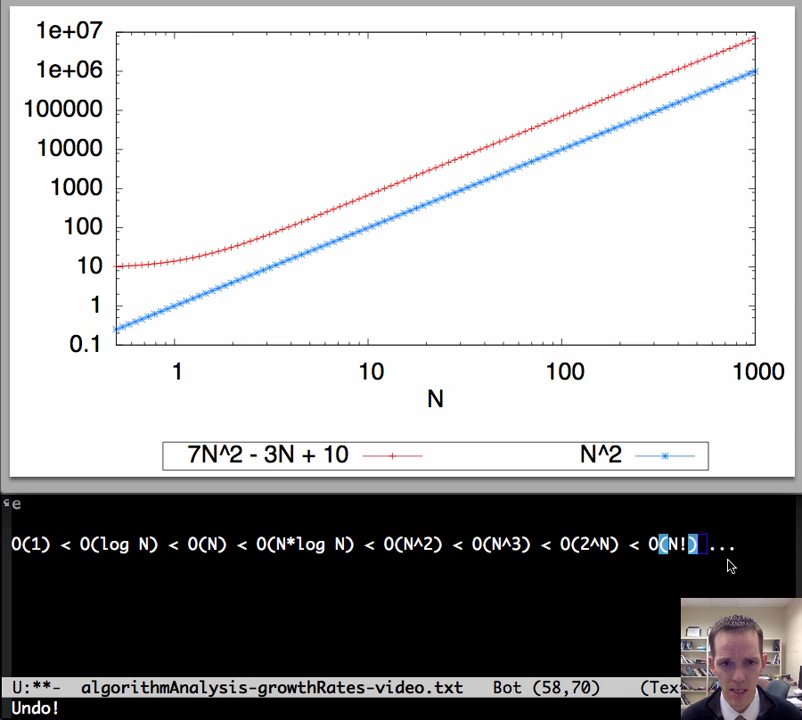 1e+07
1e+06
100000
10000
1000
100
10
1
0.1
1 10 100 1000
N
7N^2 - 3N + 10 N^2
e
O(1) < O(log N) < O(N) < O(N*log N) < O(N^2) < O(N^3) < O(2^N) < O(N!) ...
U:**- algorithmAnalysis-growthRates-video.txt Bot (58,70) (Tex
Undo!